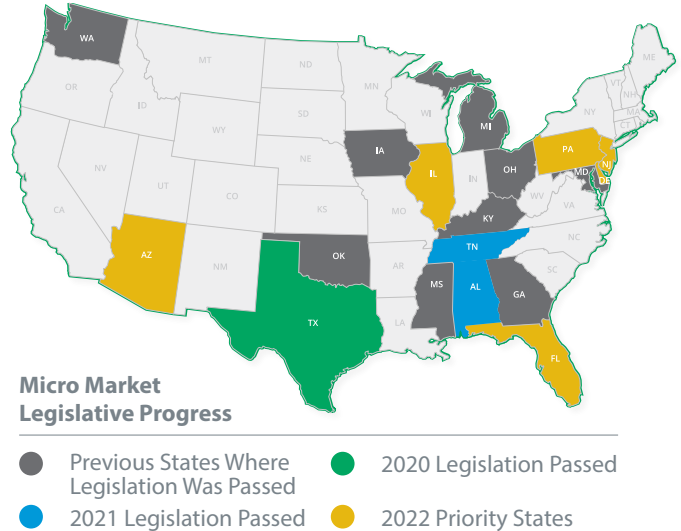 WA
MT
ND
MN
ME
OR
ID
SD
WI
VT
NH
NY
MA
CT
WY
MI
IA
NE
PA
NJ
NV
UT
CO
IL
IN
OH
MD
DE
WV
VA
CA
KS
MO
KY
NC
AZ
NM
OK
AR
TN
SC
TX
LA
MS
AL
GA
FL
Micro Market
Legislative Progress
Previous States Where
Legislation Was Passed
2020 Legislation Passed
2021 Legislation Passed
2022 Priority States